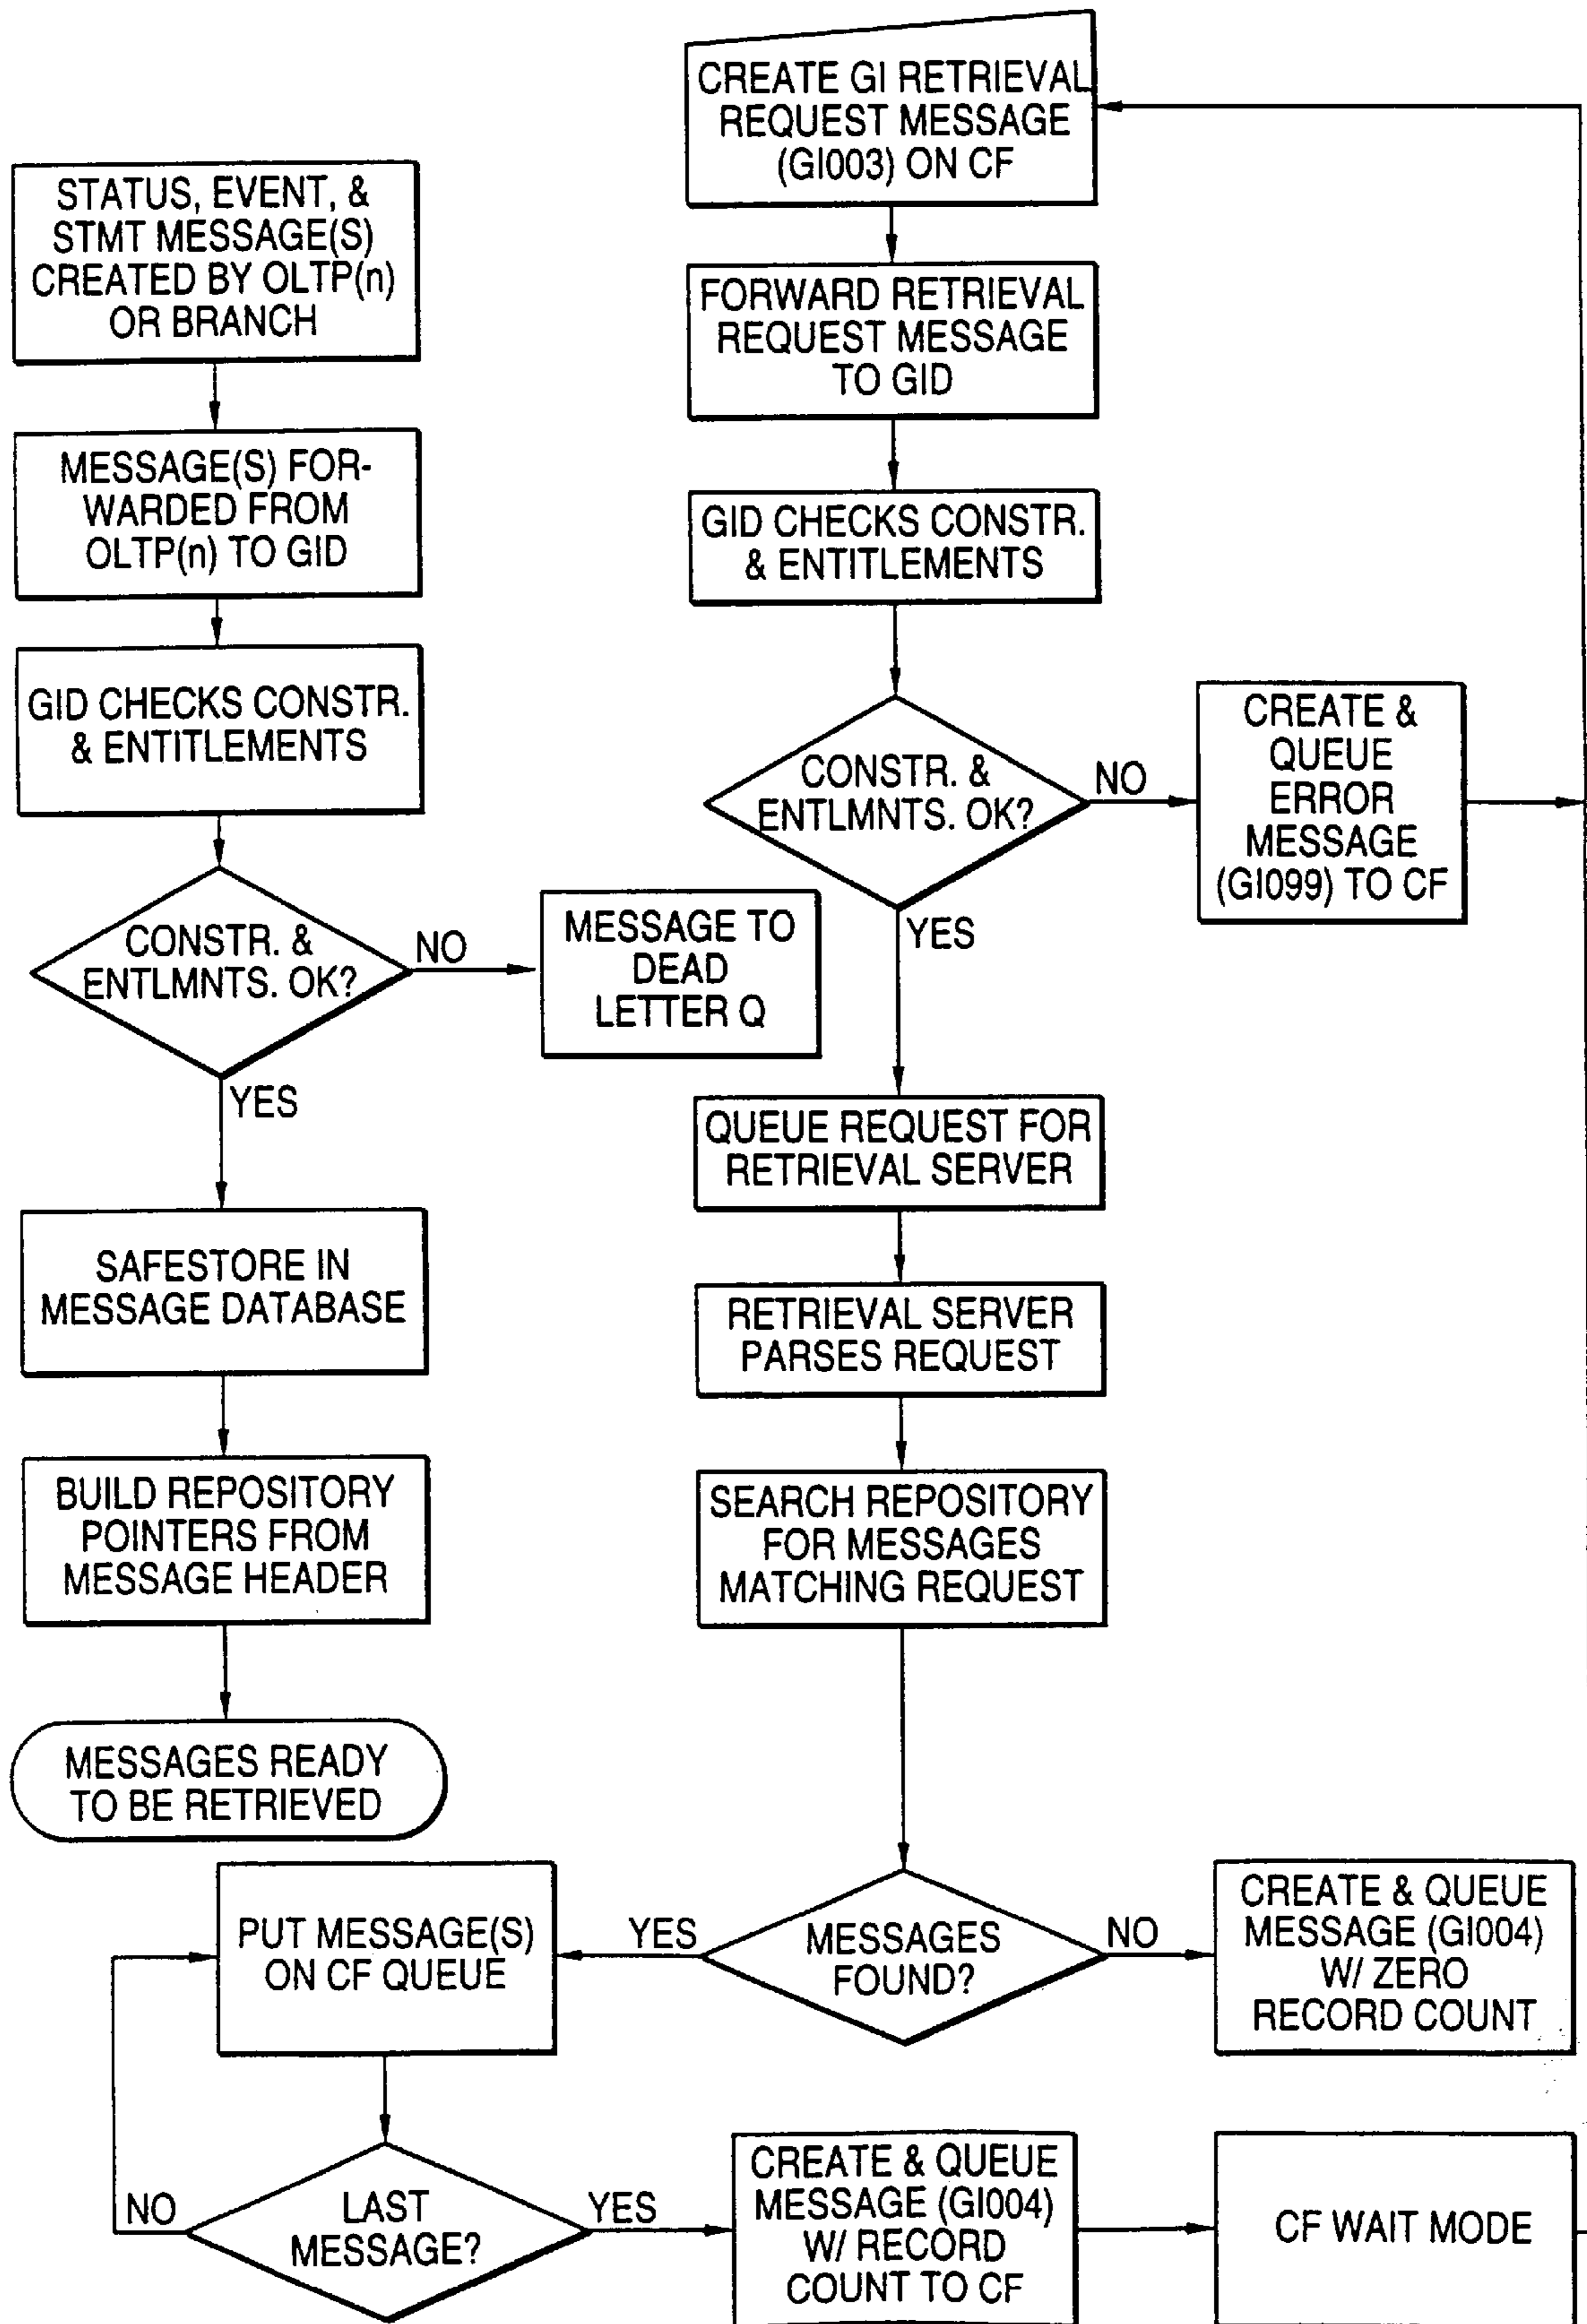 STATUS, EVENT, &
STMT MESSAGE(S)
CREATED BY OLTP(n)
OR BRANCH
MESSAGE(S) FOR-
WARDED FROM
OLTP(n) TO GID
GID CHECKS CONSTR.
& ENTITLEMENTS
CONSTR. &
ENTLMNTS. OK?
NO
MESSAGE TO
DEAD
LETTER Q
YES
SAFESTORE IN
MESSAGE DATABASE
BUILD REPOSITORY
POINTERS FROM
MESSAGE HEADER
MESSAGES READY
TO BE RETRIEVED
CREATE GI RETRIEVAL
REQUEST MESSAGE
(GI003) ON CF
FORWARD RETRIEVAL
REQUEST MESSAGE
TO GID
GID CHECKS CONSTR.
& ENTITLEMENTS
CONSTR. &
ENTLMNTS. OK?
NO
CREATE &
QUEUE
ERROR
MESSAGE
(GI099) TO CF
YES
QUEUE REQUEST FOR
RETRIEVAL SERVER
RETRIEVAL SERVER
PARSES REQUEST
SEARCH REPOSITORY
FOR MESSAGES
MATCHING REQUEST
MESSAGES
FOUND?
NO
CREATE & QUEUE
MESSAGE (GI004)
W/ ZERO
RECORD COUNT
YES
PUT MESSAGE(S)
ON CF QUEUE
LAST
MESSAGE?
NO
YES
CREATE & QUEUE
MESSAGE (GI004)
W/ RECORD
COUNT TO CF
CF WAIT MODE